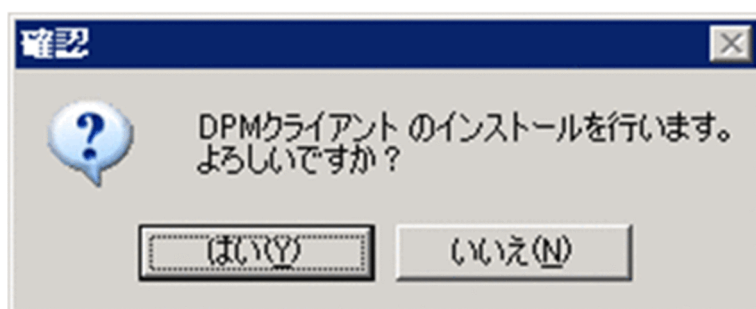 確認
DPMクライアント のインストールを行います。
よろしいですか？
はい(Y)
いいえ(N)